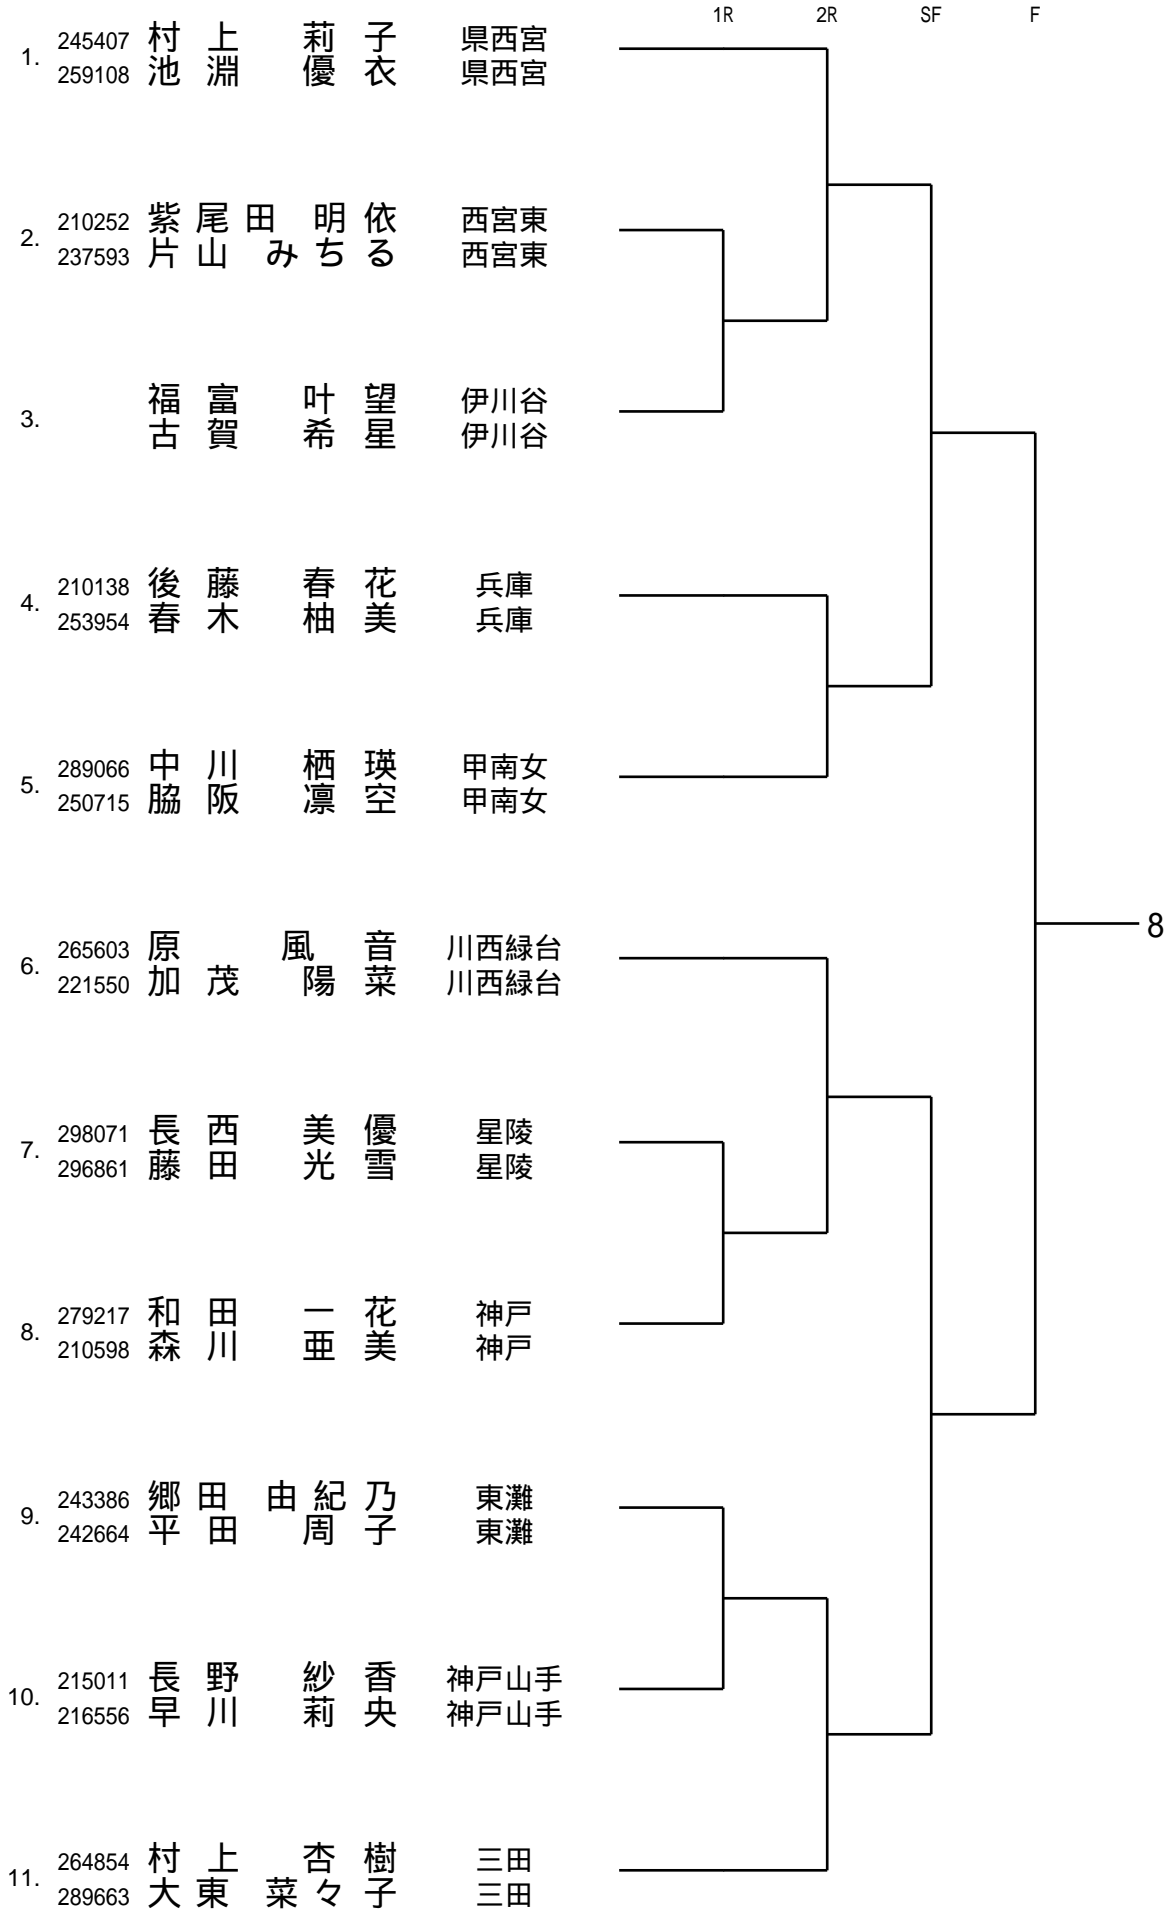 1R 2R SF F
1. 245407 村上 莉子 県西宮
259108 池淵 優衣 県西宮
2. 210252 紫尾田 明依 西宮東
237593 片山 みちる 西宮東
3. 福富 叶望 伊川谷
古賀 希星 伊川谷
4. 210138 後藤 春花 兵庫
253954 春木 柚美 兵庫
5. 289066 中川 栖瑛 甲南女
250715 脇阪 凛空 甲南女
8
6. 265603 原 風音 川西緑台
221550 加茂 陽菜 川西緑台
7. 298071 長西 美優 星陵
296861 藤田 光雪 星陵
8. 279217 和田 一花 神戸
210598 森川 亜美 神戸
9. 243386 郷田 由紀乃 東灘
242664 平田 周子 東灘
10. 215011 長野 紗香 神戸山手
216556 早川 莉央 神戸山手
11. 264854 村上 杏樹 三田
289663 大東 菜々子 三田